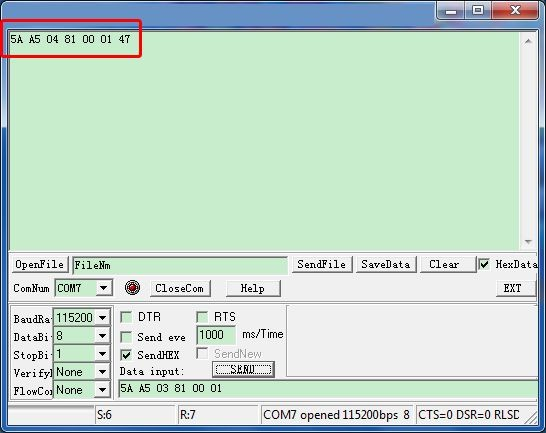 5A A5 04 81 00 01 47
OpenFile FileNm SendFile SaveData Clear HexData
ComNum COM7 CloseCom Help EXT
BaudRa 115200 DTR RTS
DataBi 8 Send eve 1000 ms/Time
StopBi 1 SendHEX SendNew
VerifyI None Data input: SEND
FlowCon None 5A A5 03 81 00 01
S:6 R:7 COM7 opened 115200bps 8 CTS=0 DSR=0 RLSD